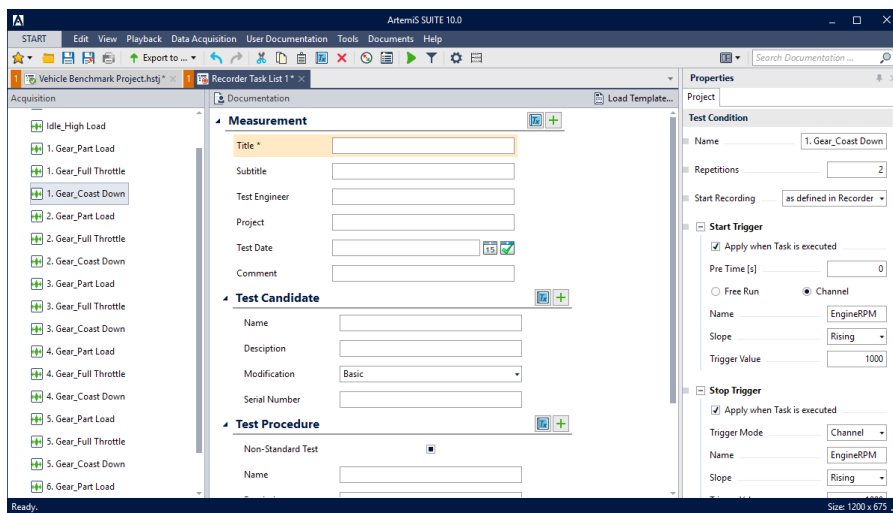 ArtemiS SUITE 10.0
START Edit View Playback Data Acquisition User Documentation Tools Documents Help
Export to ... Search Documentation ...
1 Vehicle Benchmark Project.hstj* 1 Recorder Task List 1*
Acquisition
Idle_High Load
1. Gear_Part Load
1. Gear_Full Throttle
1. Gear_Coast Down
2. Gear_Part Load
2. Gear_Full Throttle
2. Gear_Coast Down
3. Gear_Part Load
3. Gear_Full Throttle
3. Gear_Coast Down
4. Gear_Part Load
4. Gear_Full Throttle
4. Gear_Coast Down
5. Gear_Part Load
5. Gear_Full Throttle
5. Gear_Coast Down
6. Gear_Part Load
Documentation Load Template...
Measurement
Title *
Subtitle
Test Engineer
Project
Test Date 15
Comment
Test Candidate
Name
Desciption
Modification Basic
Serial Number
Test Procedure
Non-Standard Test
Name
Properties
Project
Test Condition
Name 1. Gear_Coast Down
Repetitions 2
Start Recording as defined in Recorder
Start Trigger
Apply when Task is executed
Pre Time [s] 0
Free Run Channel
Name EngineRPM
Slope Rising
Trigger Value 1000
Stop Trigger
Apply when Task is executed
Trigger Mode Channel
Name EngineRPM
Slope Rising
Ready. Size: 1200 x 675